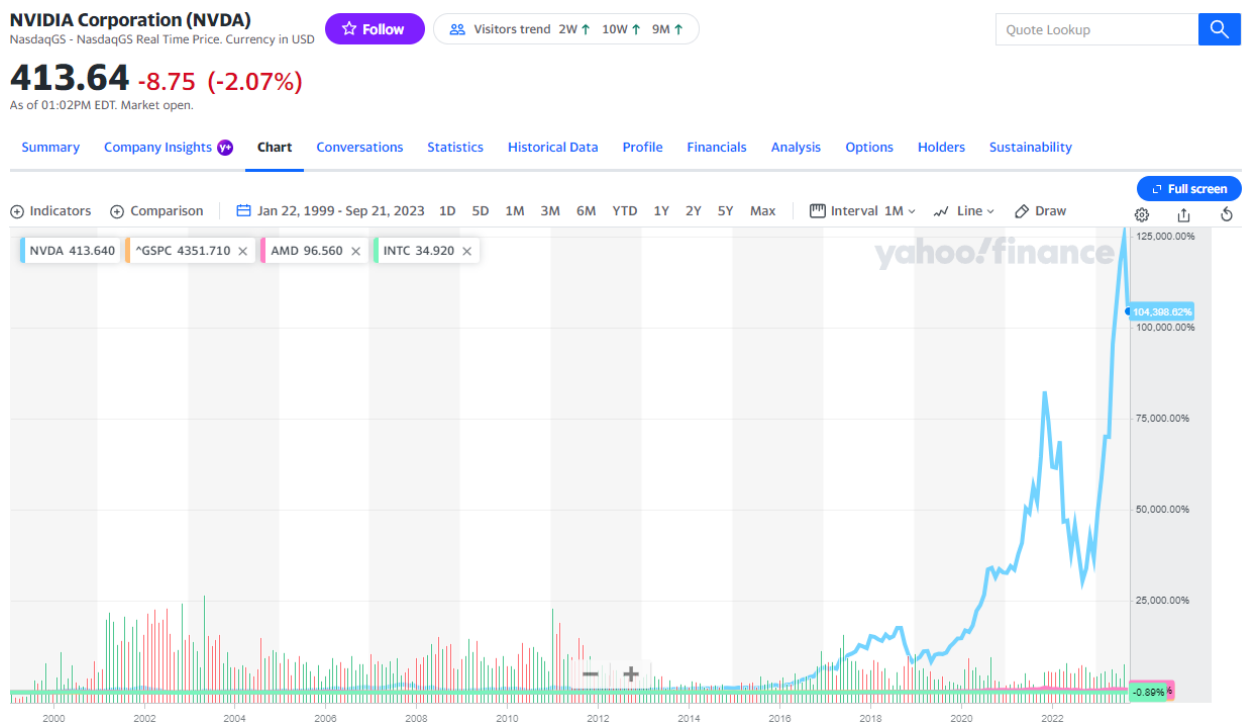 NVIDIA Corporation (NVDA)
Follow
Visitors trend 2W↑ 10W↑ 9M↑
Quote Lookup
NasdaqGS - NasdaqGS Real Time Price. Currency in USD
413.64 -8.75 (-2.07%)
As of 01:02PM EDT. Market open.
Summary Company Insights Y+ Chart Conversations Statistics Historical Data Profile Financials Analysis Options Holders Sustainability
Full screen
Indicators Comparison Jan 22, 1999 - Sep 21, 2023 1D 5D 1M 3M 6M YTD 1Y 2Y 5Y Max Interval 1M Line Draw
NVDA 413.640 ^GSPC 4351.710 × AMD 96.560 × INTC 34.920 ×
yahoo!finance
125,000.00%
104,398.62%
100,000.00%
75,000.00%
50,000.00%
25,000.00%
-0.89%
2000 2002 2004 2006 2008 2010 2012 2014 2016 2018 2020 2022